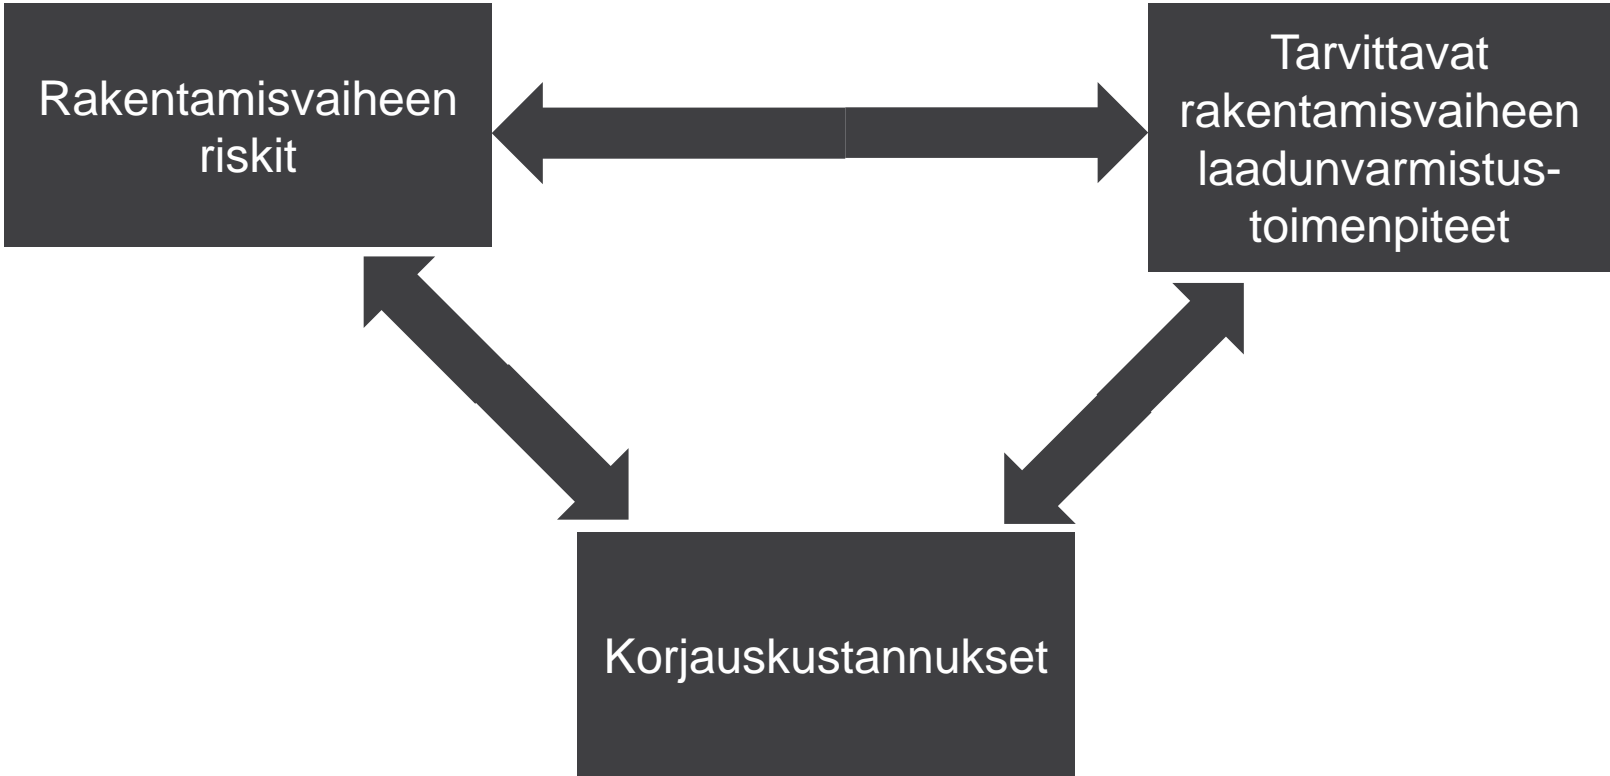 Rakentamisvaiheen
riskit
Tarvittavat
rakentamisvaiheen
laadunvarmistus-
toimenpiteet
Korjauskustannukset